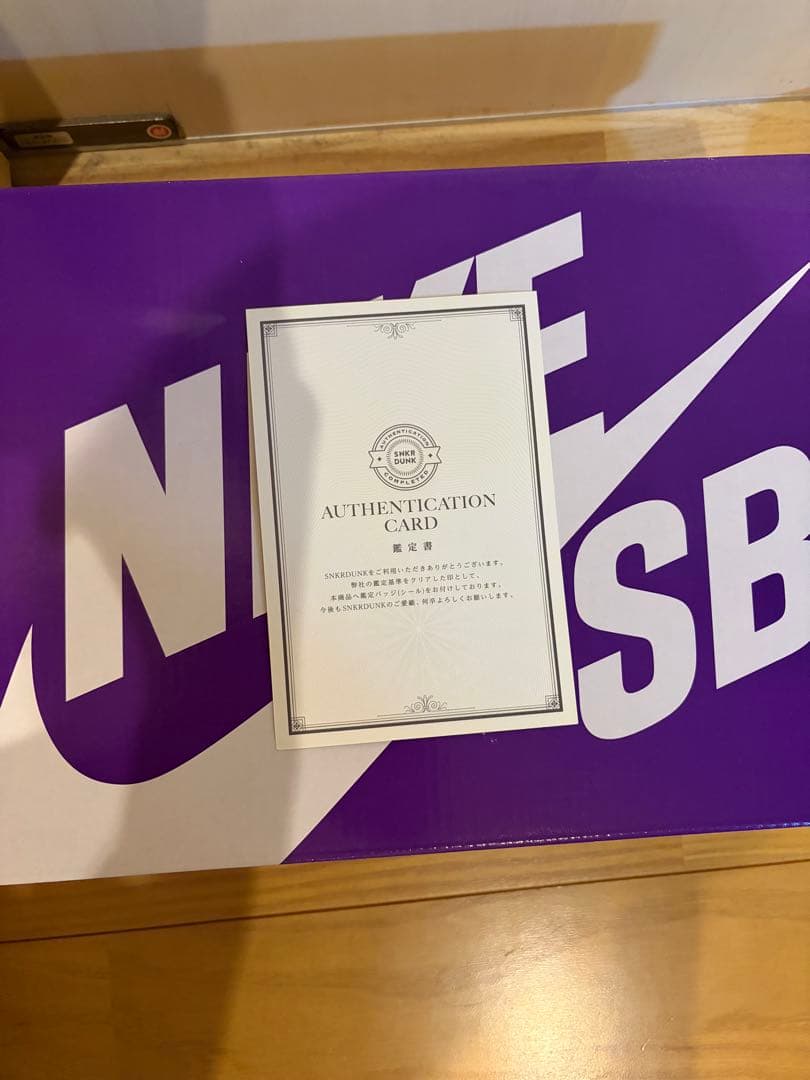 NIKE
SB
AUTHENTICATION
SNKR
DUNK
COMPLETED
AUTHENTICATION
CARD
鑑定書
SNKRDUNKをご利用いただきありがとうございます。
弊社の鑑定基準をクリアした印として、
本商品へ鑑定バッジ(シール)をお付けしております。
今後もSNKRDUNKのご愛顧、何卒よろしくお願いします。